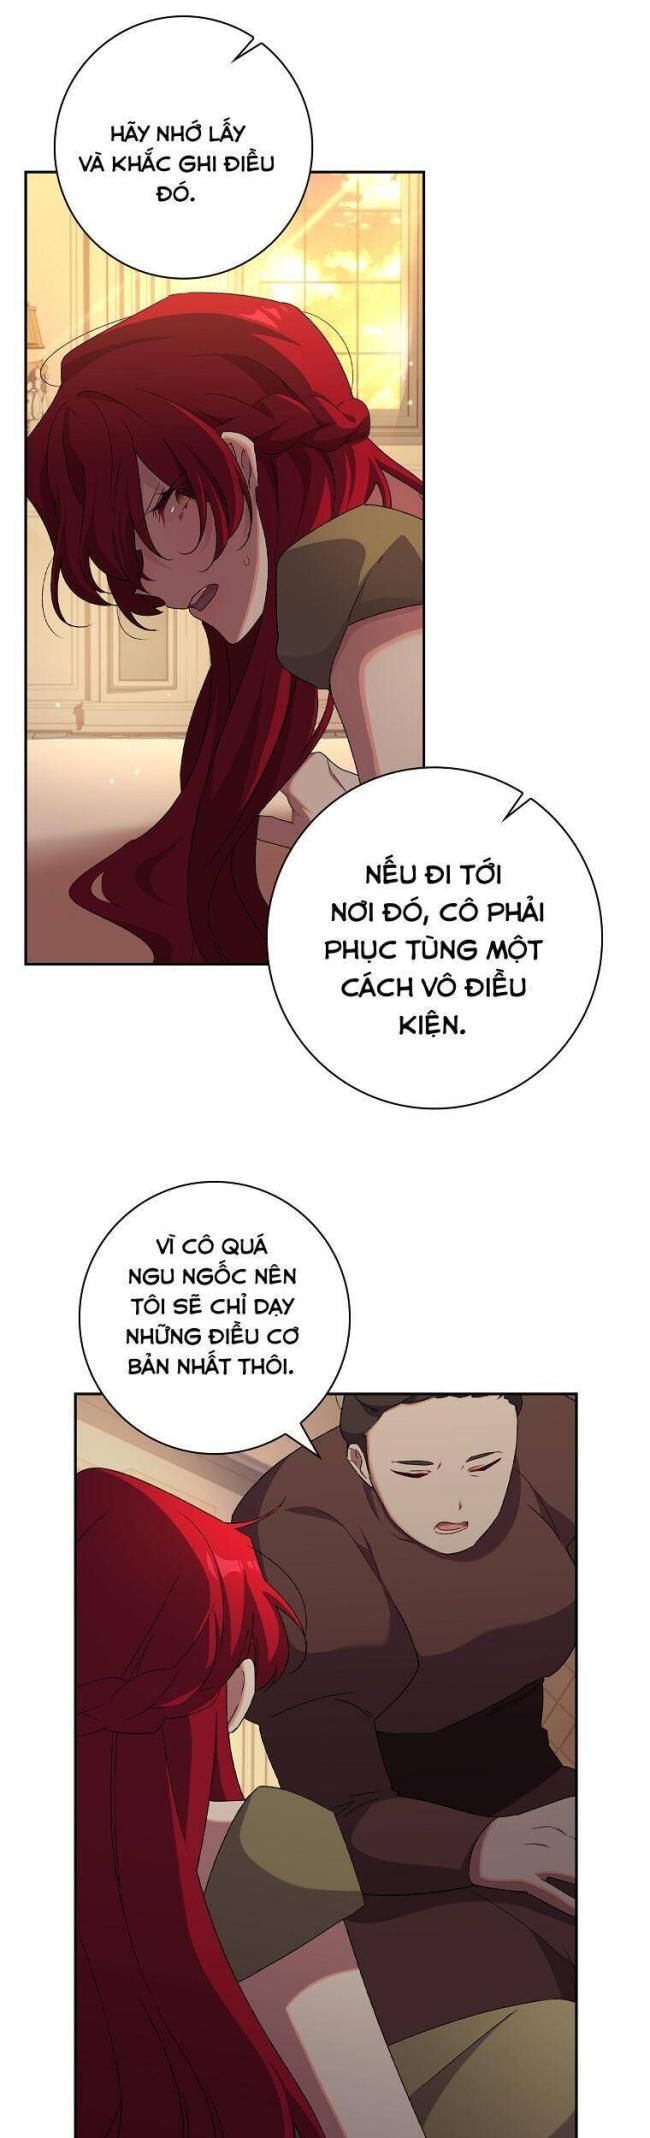 HÃY NHỚ LẤY
VÀ KHẮC GHI ĐIỀU
ĐÓ.
NẾU ĐI TỚI
NƠI ĐÓ, CÔ PHẢI
PHỤC TÙNG MỘT
CÁCH VÔ ĐIỀU
KIỆN.
VÌ CÔ QUÁ
NGU NGỐC NÊN
TÔI SẼ CHỈ DẠY
NHỮNG ĐIỀU CƠ
BẢN NHẤT THÔI.